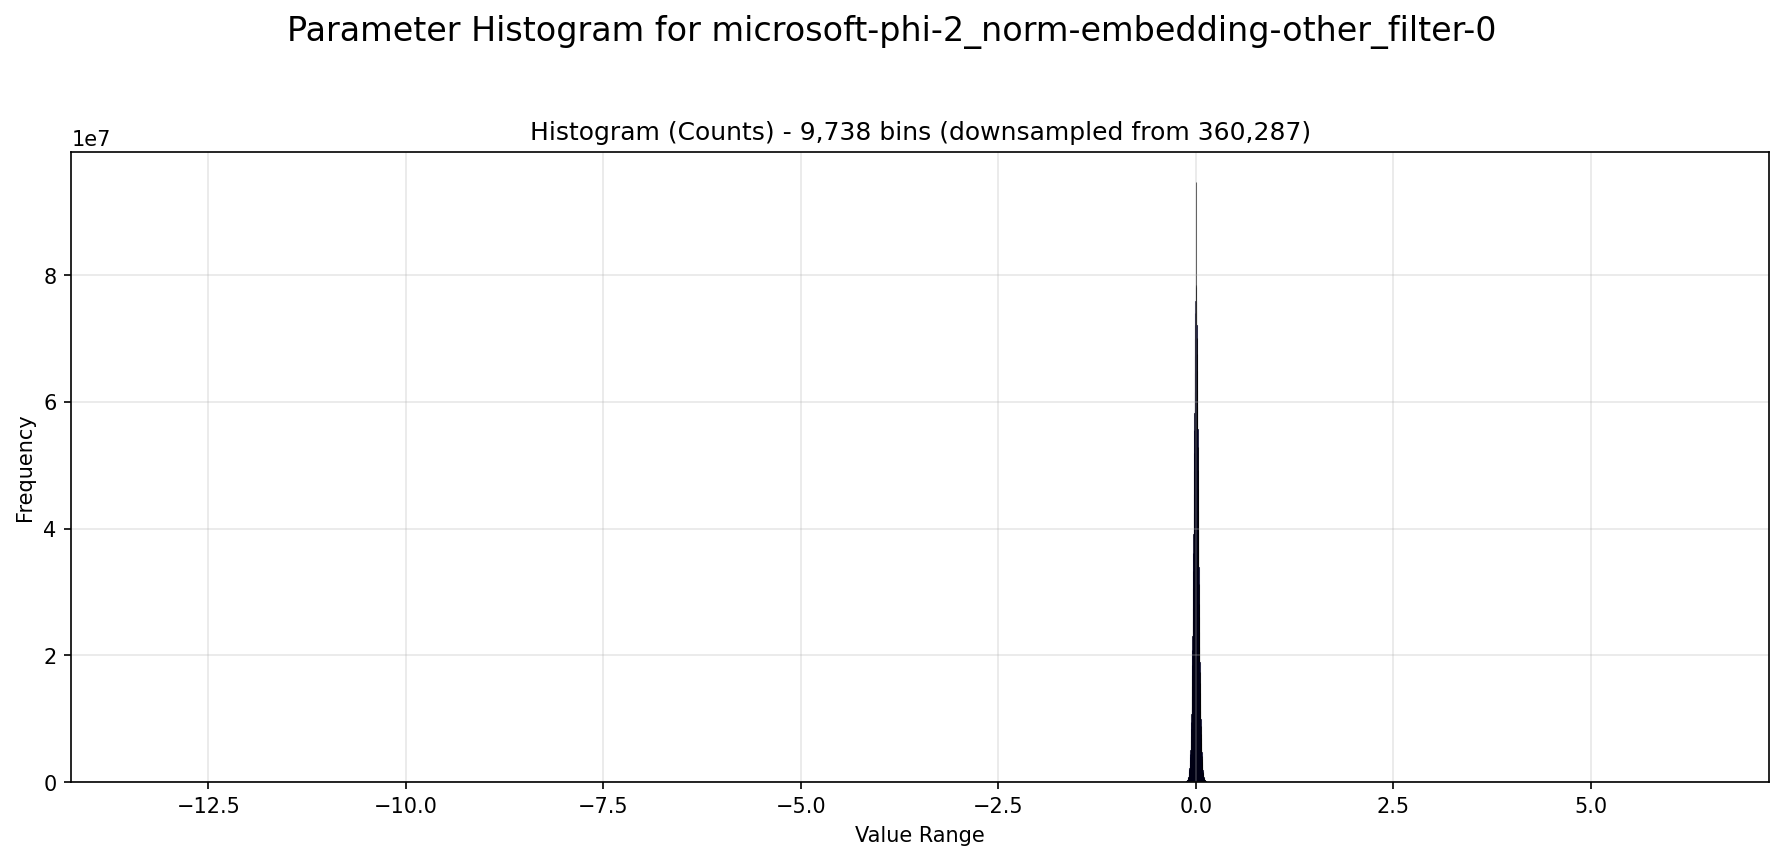 Parameter Histogram for microsoft-phi-2_norm-embedding-other_filter-0
Histogram (Counts) - 9,738 bins (downsampled from 360,287)
1e7
8
6
4
2
0
Frequency
−12.5 −10.0 −7.5 −5.0 −2.5 0.0 2.5 5.0
Value Range